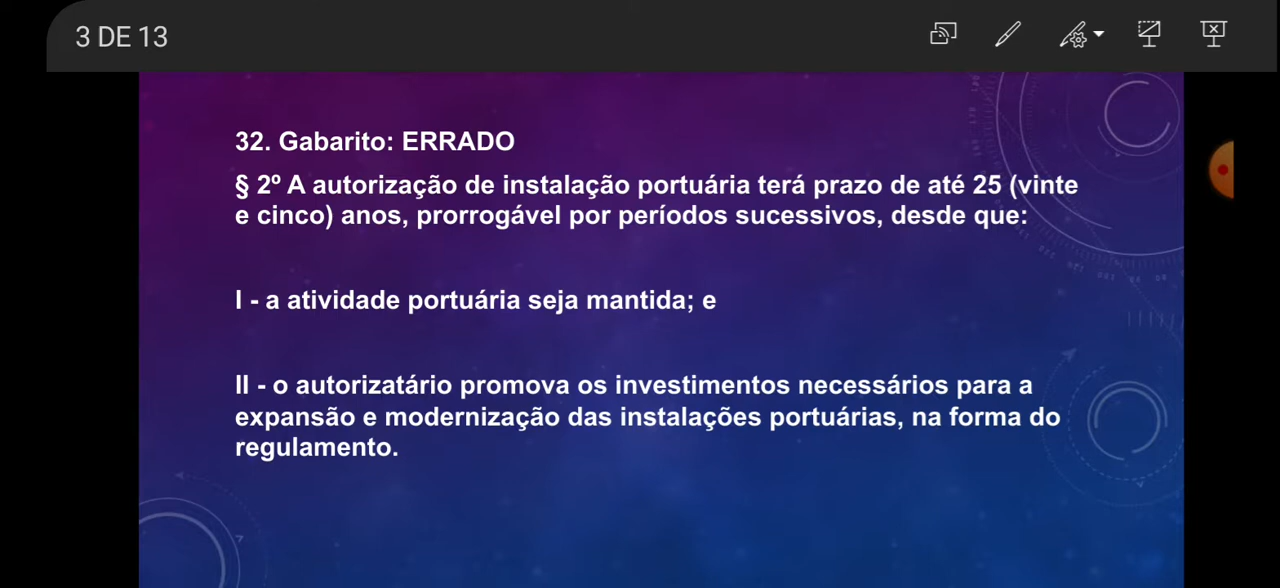 3 DE 13
32. Gabarito: ERRADO
§ 2º A autorização de instalação portuária terá prazo de até 25 (vinte
e cinco) anos, prorrogável por períodos sucessivos, desde que:
I - a atividade portuária seja mantida; e
II - o autorizatário promova os investimentos necessários para a
expansão e modernização das instalações portuárias, na forma do
regulamento.